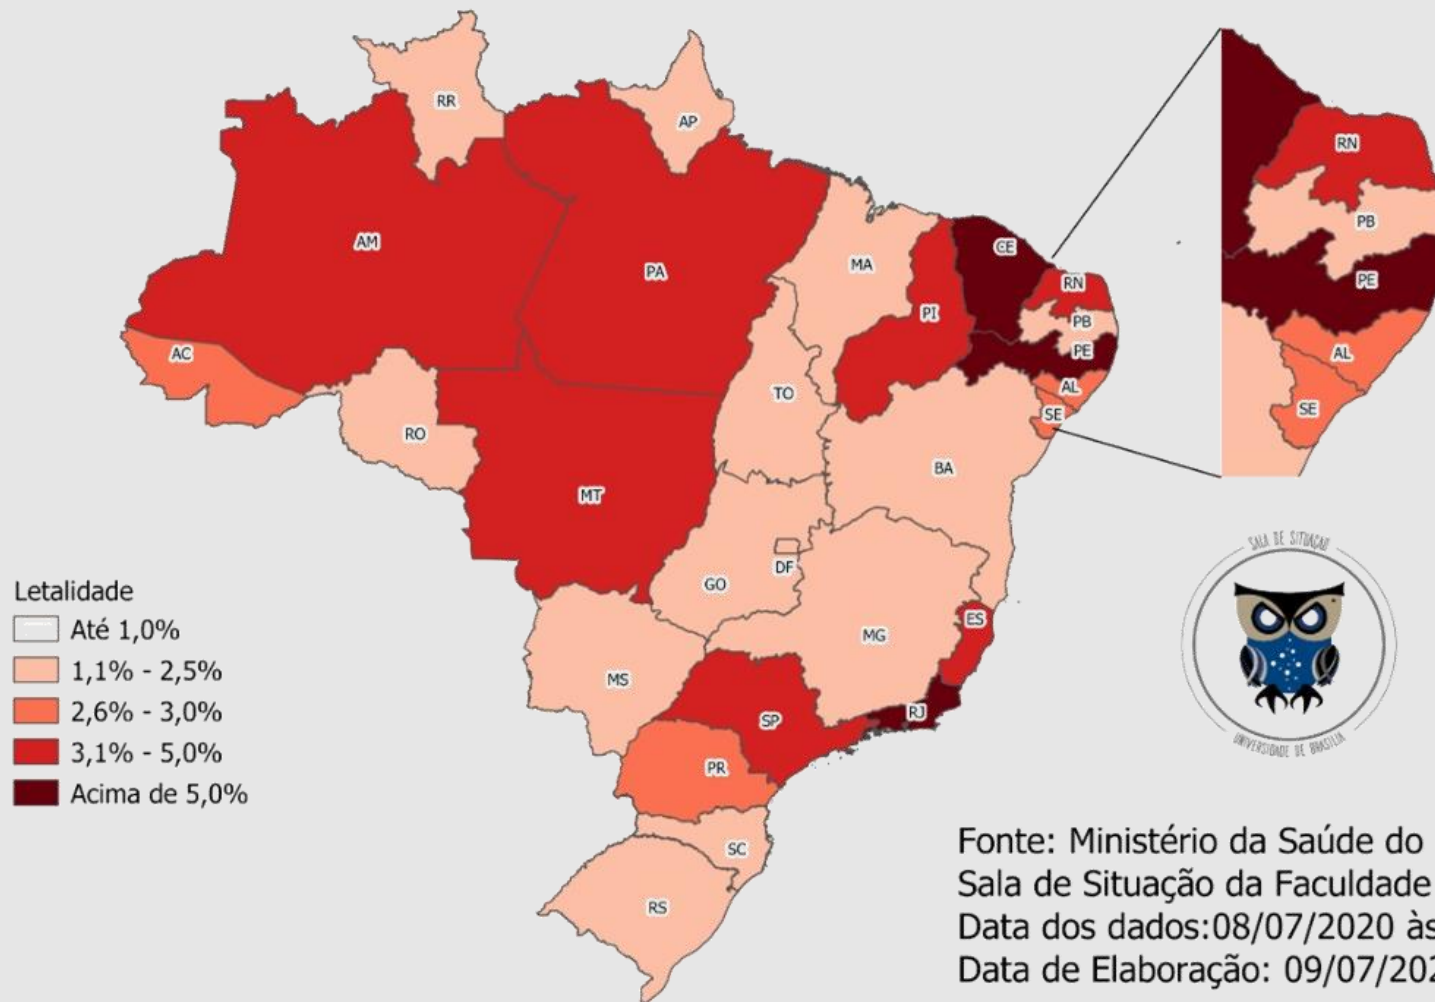 RR
AP
AM
PA
MA
CE
RN
PI
PB
PE
AC
TO
AL
SE
RO
BA
MT
DF
GO
ES
MG
MS
RJ
SP
PR
SC
RS
RN
PB
PE
AL
SE
Letalidade
Até 1,0%
1,1% - 2,5%
2,6% - 3,0%
3,1% - 5,0%
Acima de 5,0%
SALA DE SITUAÇÃO
UNIVERSIDADE DE BRASÍLIA
Fonte: Ministério da Saúde do
Sala de Situação da Faculdade
Data dos dados:08/07/2020 às
Data de Elaboração: 09/07/202